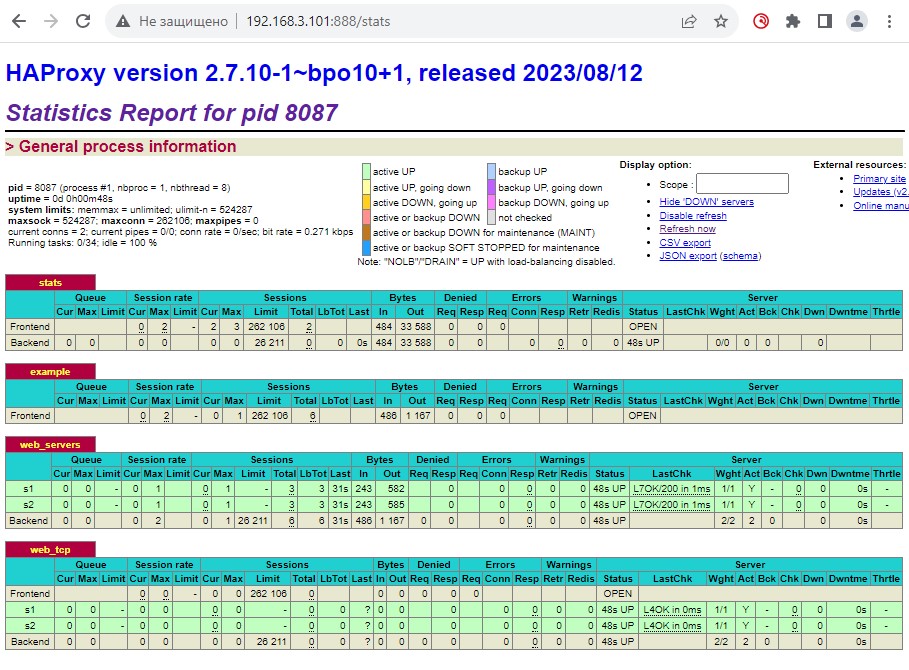 Не защищено 192.168.3.101:888/stats
HAProxy version 2.7.10-1~bpo10+1, released 2023/08/12
Statistics Report for pid 8087
> General process information
pid = 8087 (process #1, nbproc = 1, nbthread = 8)
uptime = 0d 0h00m48s
system limits: memmax = unlimited; ulimit-n = 524287
maxsock = 524287; maxconn = 262106; maxpipes = 0
current conns = 2; current pipes = 0/0; conn rate = 0/sec; bit rate = 0.271 kbps
Running tasks: 0/34; idle = 100 %
active UP backup UP
active UP, going down backup UP, going down
active DOWN, going up backup DOWN, going up
active or backup DOWN not checked
active or backup DOWN for maintenance (MAINT)
active or backup SOFT STOPPED for maintenance
Note: "NOLB"/"DRAIN" = UP with load-balancing disabled.
Display option:
• Scope :
• Hide 'DOWN' servers
• Disable refresh
• Refresh now
• CSV export
• JSON export (schema)
External resources:
• Primary site
• Updates (v2.
• Online manu
stats
Queue Session rate Sessions Bytes Denied Errors Warnings Server
Cur Max Limit Cur Max Limit Cur Max Limit Total LbTot Last In Out Req Resp Req Conn Resp Retr Redis Status LastChk Wght Act Bck Chk Dwn Dwntme Thrtle
Frontend 0 2 - 2 3 262 106 2 484 33 588 0 0 0 OPEN
Backend 0 0 0 0 0 0 26 211 0 0 0s 484 33 588 0 0 0 0 0 0 48s UP 0/0 0 0 0
example
Queue Session rate Sessions Bytes Denied Errors Warnings Server
Cur Max Limit Cur Max Limit Cur Max Limit Total LbTot Last In Out Req Resp Req Conn Resp Retr Redis Status LastChk Wght Act Bck Chk Dwn Dwntme Thrtle
Frontend 0 2 - 0 1 262 106 6 486 1 167 0 0 0 OPEN
web_servers
Queue Session rate Sessions Bytes Denied Errors Warnings Server
Cur Max Limit Cur Max Limit Cur Max Limit Total LbTot Last In Out Req Resp Req Conn Resp Retr Redis Status LastChk Wght Act Bck Chk Dwn Dwntme Thrtle
s1 0 0 - 0 1 0 1 - 3 3 31s 243 582 0 0 0 0 0 48s UP L7OK/200 in 1ms 1/1 Y - 0 0 0s -
s2 0 0 - 0 1 0 1 - 3 3 31s 243 585 0 0 0 0 0 48s UP L7OK/200 in 1ms 1/1 Y - 0 0 0s -
Backend 0 0 0 2 0 1 26 211 6 6 31s 486 1 167 0 0 0 0 0 0 48s UP 2/2 2 0 0 0s
web_tcp
Queue Session rate Sessions Bytes Denied Errors Warnings Server
Cur Max Limit Cur Max Limit Cur Max Limit Total LbTot Last In Out Req Resp Req Conn Resp Retr Redis Status LastChk Wght Act Bck Chk Dwn Dwntme Thrtle
Frontend 0 0 - 0 0 262 106 0 0 0 0 0 0 OPEN
s1 0 0 - 0 0 0 0 - 0 0 ? 0 0 0 0 0 0 0 48s UP L4OK in 0ms 1/1 Y - 0 0 0s -
s2 0 0 - 0 0 0 0 - 0 0 ? 0 0 0 0 0 0 0 48s UP L4OK in 0ms 1/1 Y - 0 0 0s -
Backend 0 0 0 0 0 0 26 211 0 0 ? 0 0 0 0 0 0 0 0 48s UP 2/2 2 0 0 0s